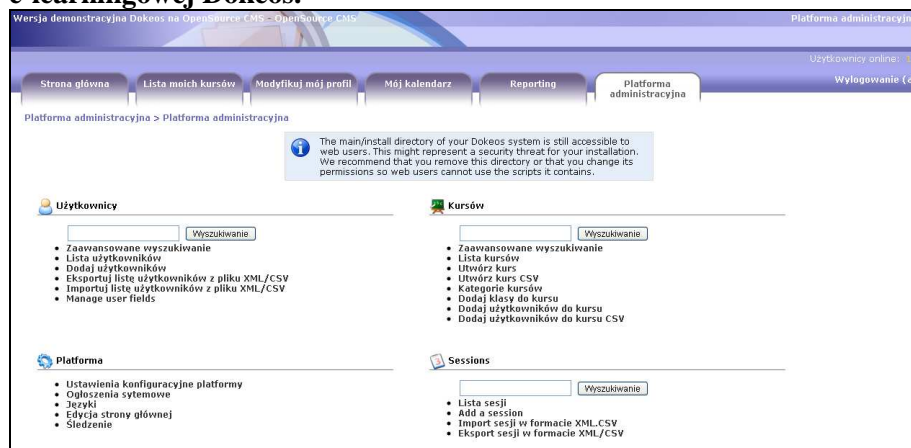 e-learningowej Dokeos.
Wersja demonstracyjna Dokeos na OpenSource CMS - OpenSource CMS
Platforma administracyjn
Użytkownicy online:
Strona główna
Lista moich kursów
Modyfikuj mój profil
Mój kalendarz
Reporting
Platforma
administracyjna
Wylogowanie (a
Platforma administracyjna > Platforma administracyjna
The main/install directory of your Dokeos system is still accessible to
web users. This might represent a security threat for your installation.
We recommend that you remove this directory or that you change its
permissions so web users cannot use the scripts it contains.
Użytkownicy
Wyszukiwanie
• Zaawansowane wyszukiwanie
• Lista użytkowników
• Dodaj użytkowników
• Eksportuj listę użytkowników z pliku XML/CSV
• Importuj listę użytkowników z pliku XML/CSV
• Manage user fields
Kursów
Wyszukiwanie
• Zaawansowane wyszukiwanie
• Lista kursów
• Utwórz kurs
• Utwórz kurs CSV
• Kategorie kursów
• Dodaj klasy do kursu
• Dodaj użytkowników do kursu
• Dodaj użytkowników do kursu CSV
Platforma
• Ustawienia konfiguracyjne platformy
• Ogłoszenia sytemowe
• Języki
• Edycja strony głównej
• Śledzenie
Sessions
Wyszukiwanie
• Lista sesji
• Add a session
• Import sesji w formacie XML.CSV
• Eksport sesji w formacie XML/CSV